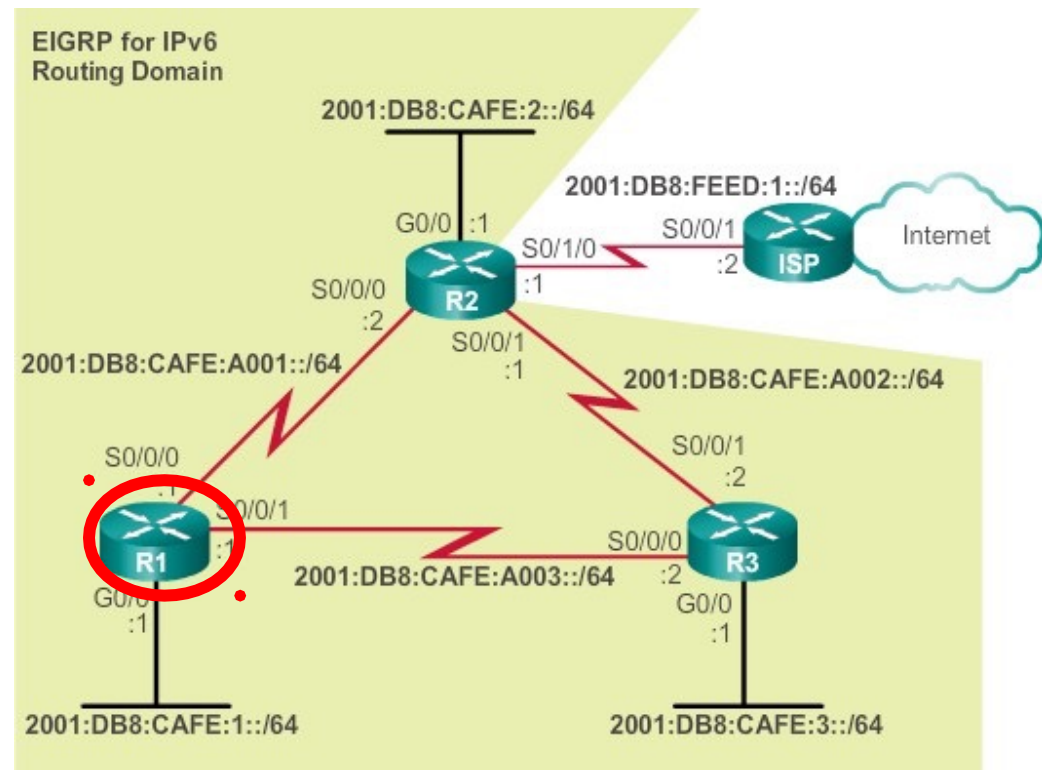 EIGRP for IPv6
Routing Domain
2001:DB8:CAFE:2::/64
2001:DB8:FEED:1::/64
G0/0 :1
S0/1/0
:1
S0/0/1
:2
ISP
Internet
R2
S0/0/0
:2
S0/0/1
:1
2001:DB8:CAFE:A001::/64
2001:DB8:CAFE:A002::/64
S0/0/0
:1
S0/0/1
:1
R1
S0/0/1
:2
S0/0/0
:2
R3
2001:DB8:CAFE:A003::/64
G0/0
:1
G0/0
:1
2001:DB8:CAFE:1::/64
2001:DB8:CAFE:3::/64